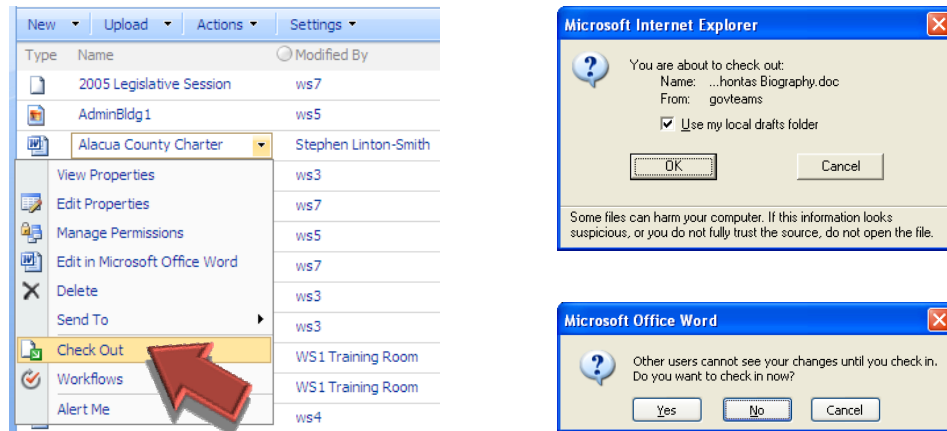 New Upload Actions Settings
Type Name Modified By
2005 Legislative Session ws7
AdminBldg1 ws5
Alacua County Charter Stephen Linton-Smith
View Properties ws3
Edit Properties ws7
Manage Permissions ws5
Edit in Microsoft Office Word ws7
Delete ws3
Send To ws3
Check Out WS1 Training Room
Workflows WS1 Training Room
Alert Me ws4
Microsoft Internet Explorer
You are about to check out:
Name: ...hontas Biography.doc
From: govteams
Use my local drafts folder
OK Cancel
Some files can harm your computer. If this information looks
suspicious, or you do not fully trust the source, do not open the file.
Microsoft Office Word
Other users cannot see your changes until you check in.
Do you want to check in now?
Yes No Cancel